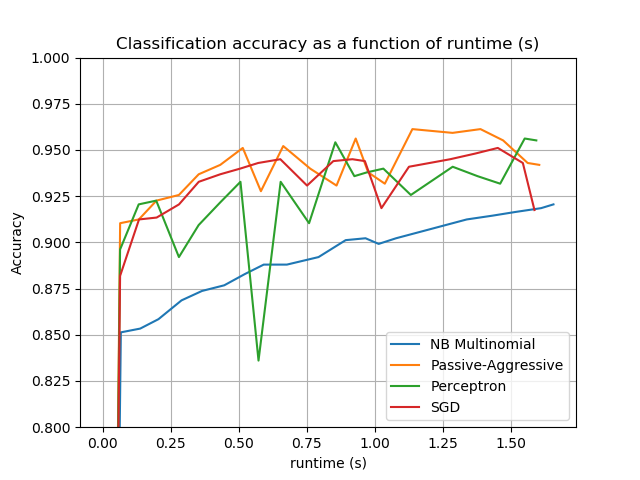 Classification accuracy as a function of runtime (s)
1.000
0.975
0.950
0.925
0.900
0.875
0.850
0.825
0.800
Accuracy
0.00 0.25 0.50 0.75 1.00 1.25 1.50
runtime (s)
NB Multinomial
Passive-Aggressive
Perceptron
SGD